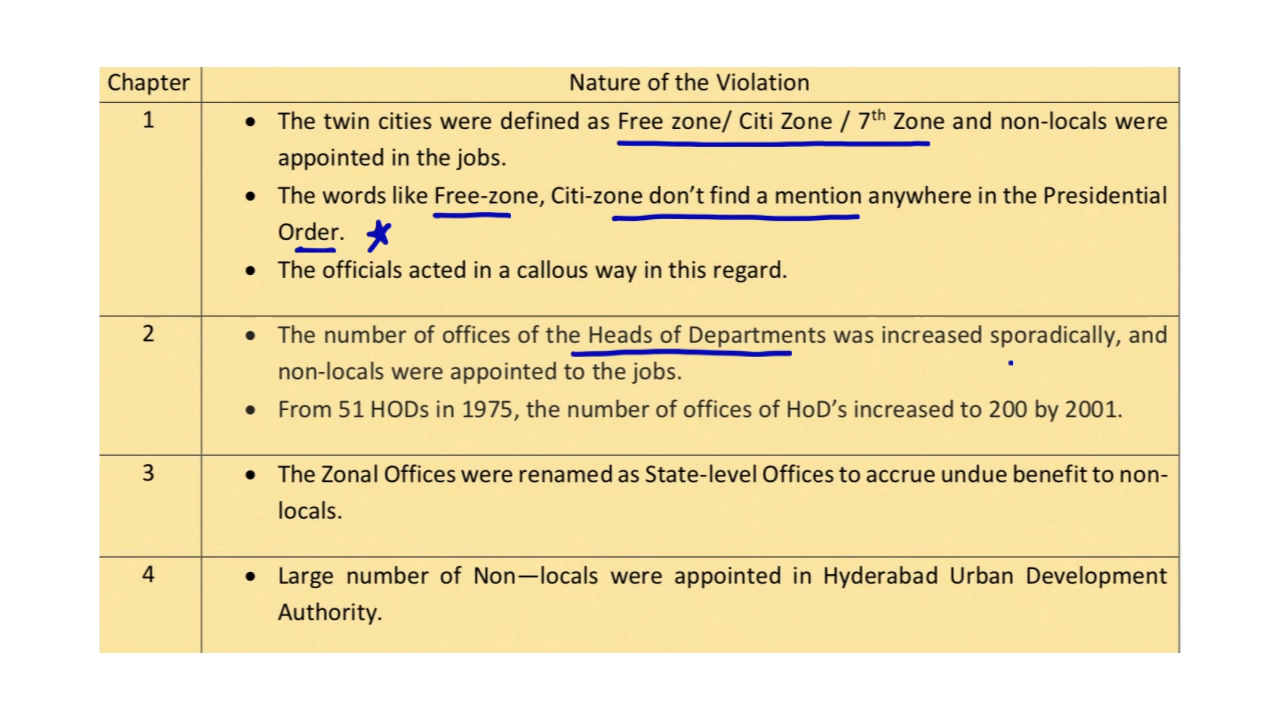 Chapter Nature of the Violation
1 • The twin cities were defined as Free zone/ Citi Zone / 7th Zone and non-locals were
appointed in the jobs.
• The words like Free-zone, Citi-zone don't find a mention anywhere in the Presidential
Order.
• The officials acted in a callous way in this regard.
2 • The number of offices of the Heads of Departments was increased sporadically, and
non-locals were appointed to the jobs.
• From 51 HODs in 1975, the number of offices of HoD's increased to 200 by 2001.
3 • The Zonal Offices were renamed as State-level Offices to accrue undue benefit to non-
locals.
4 • Large number of Non—locals were appointed in Hyderabad Urban Development
Authority.